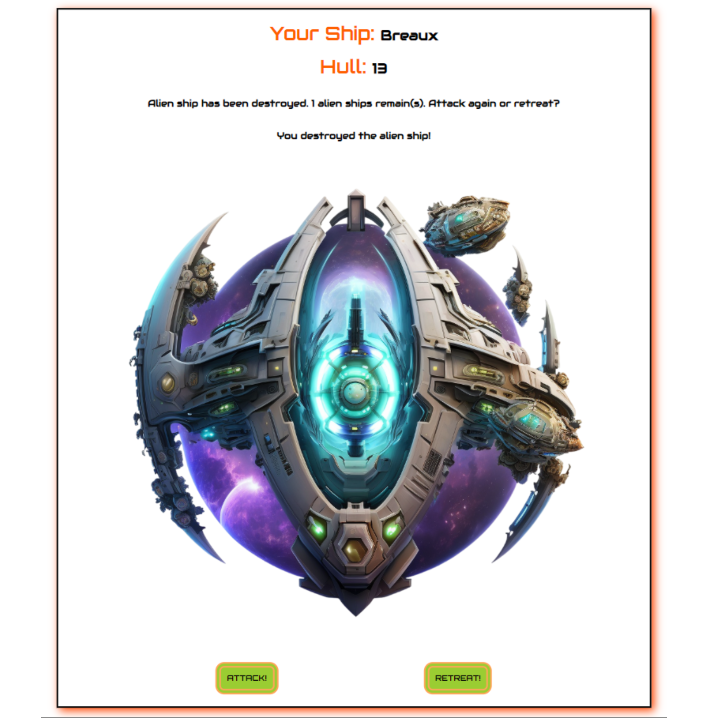 Your Ship: Breaux
Hull: 13
Alien ship has been destroyed. 1 alien ships remain(s). Attack again or retreat?
You destroyed the alien ship!
ATTACK!
RETREAT!